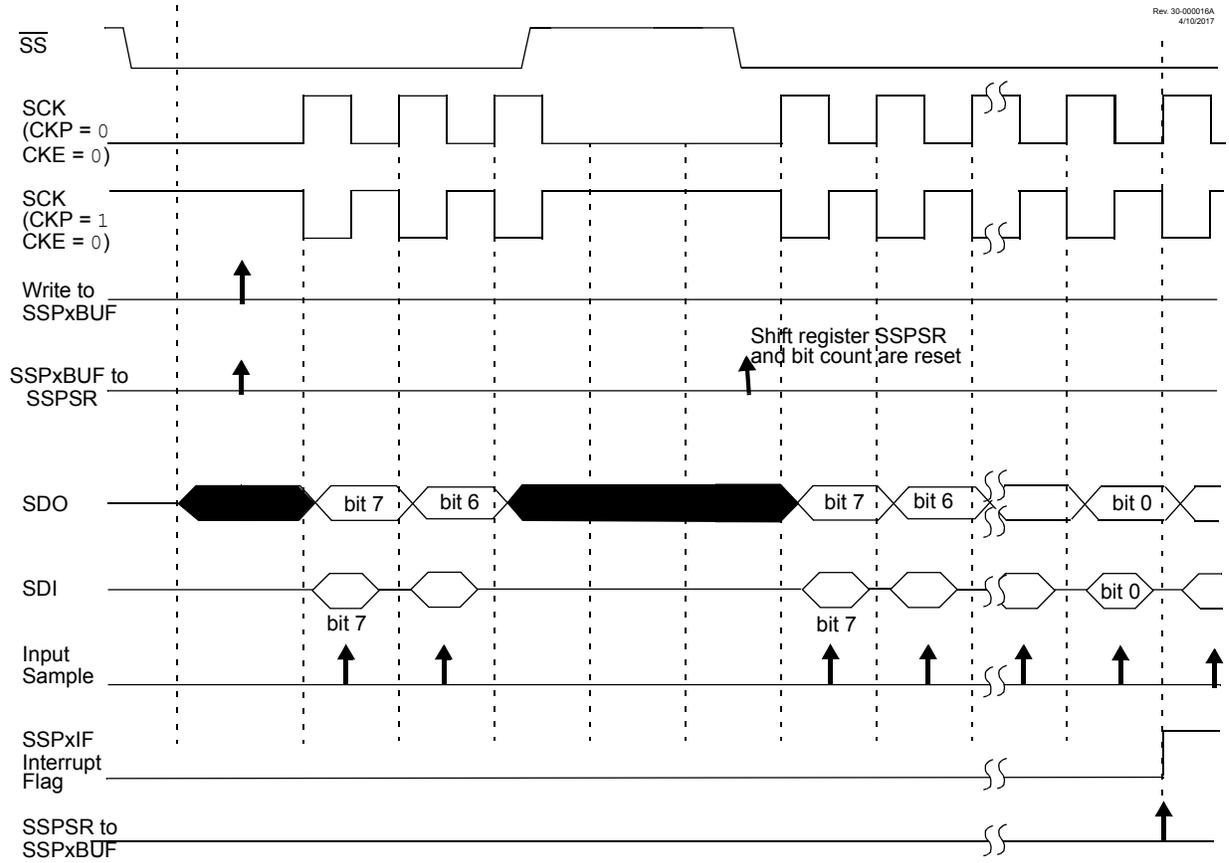 Rev. 30-000016A
4/10/2017
SS
SCK
(CKP = 0
CKE = 0)
SCK
(CKP = 1
CKE = 0)
Write to
SSPxBUF
Shift register SSPSR
and bit count are reset
SSPxBUF to
SSPSR
SDO
bit 7
bit 6
bit 7
bit 6
bit 0
SDI
bit 0
bit 7
bit 7
Input
Sample
SSPxIF
Interrupt
Flag
SSPSR to
SSPxBUF